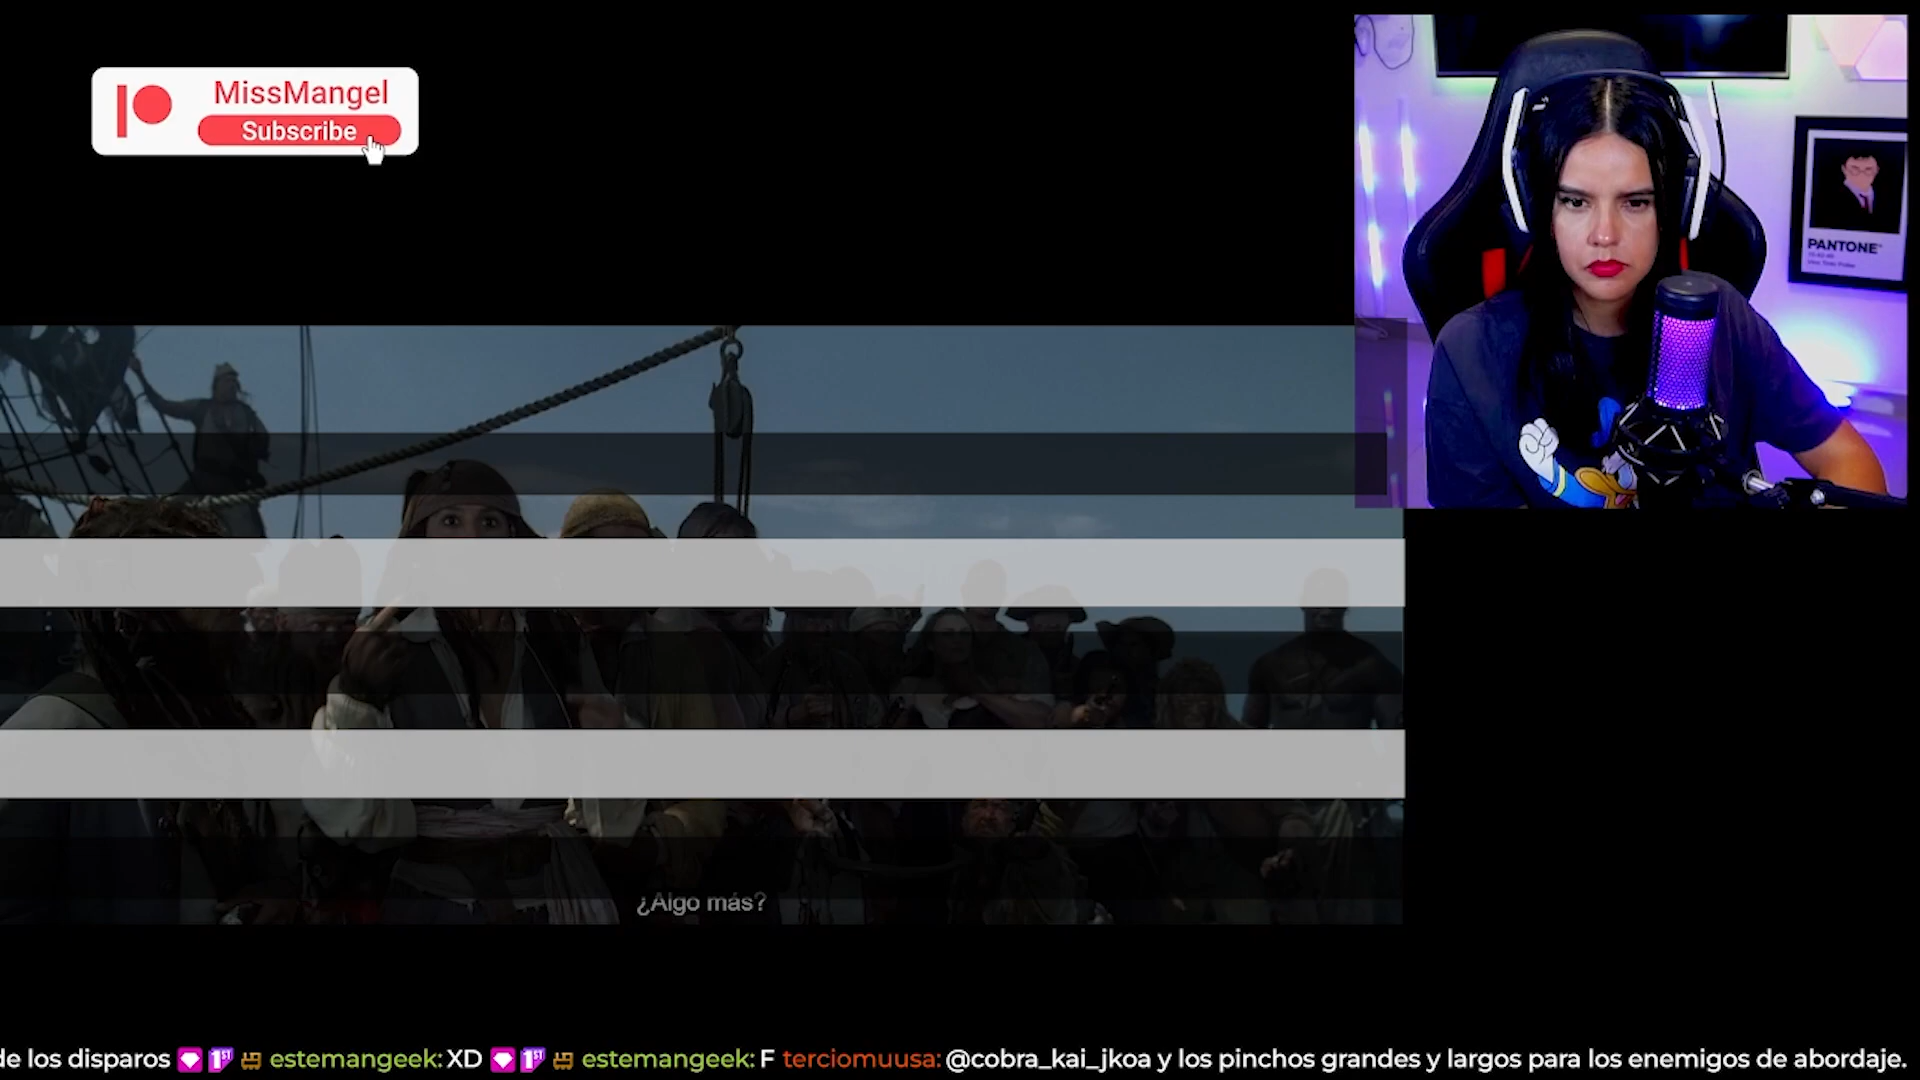 MissMangel
Subscribe
PANTONE
¿Algo más?
de los disparos estemangeek: XD estemangeek: F terciomuusa: @cobra_kai_jkoa y los pinchos grandes y largos para los enemigos de abordaje.